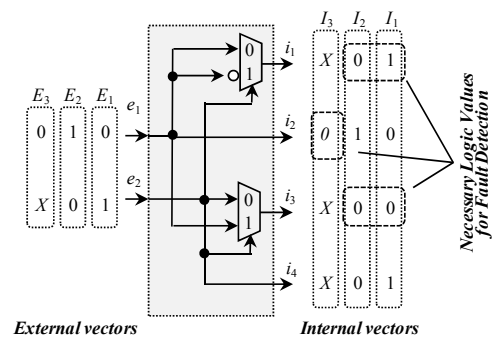 I3 I2 I1
0
1
i1
X 0 1
E3 E2 E1
e1
0 1 0
i2
0 1 0
e2
X 0 1
0
1
i3
X 0 0
i4
X 0 1
Necessary Logic Values
for Fault Detection
External vectors
Internal vectors